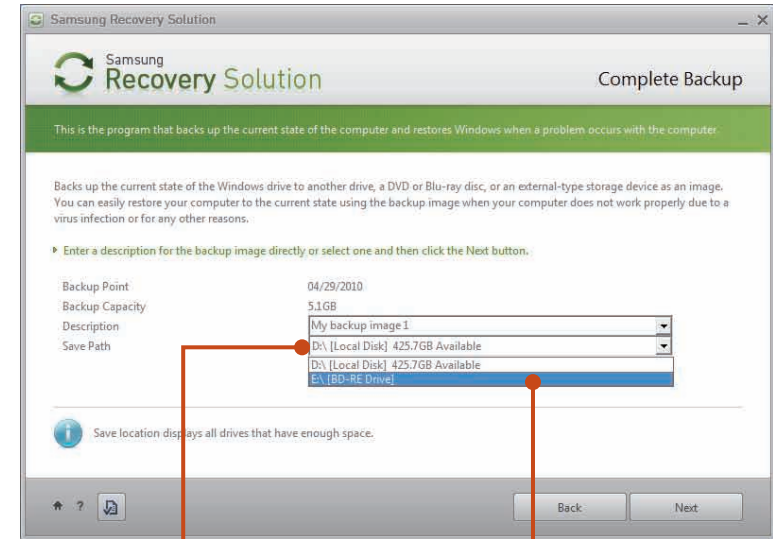 Samsung Recovery Solution
Samsung
Recovery Solution
Complete Backup
This is the program that backs up the current state of the computer and restores Windows when a problem occurs with the computer.
Backs up the current state of the Windows drive to another drive, a DVD or Blu-ray disc, or an external-type storage device as an image.
You can easily restore your computer to the current state using the backup image when your computer does not work properly due to a
virus infection or for any other reasons.
Enter a description for the backup image directly or select one and then click the Next button.
Backup Point 04/29/2010
Backup Capacity 5.1GB
Description My backup image 1
Save Path D:\ [Local Disk] 425.7GB Available
D:\ [Local Disk] 425.7GB Available
E:\ [BD-RE Drive]
Save location displays all drives that have enough space.
? Back Next